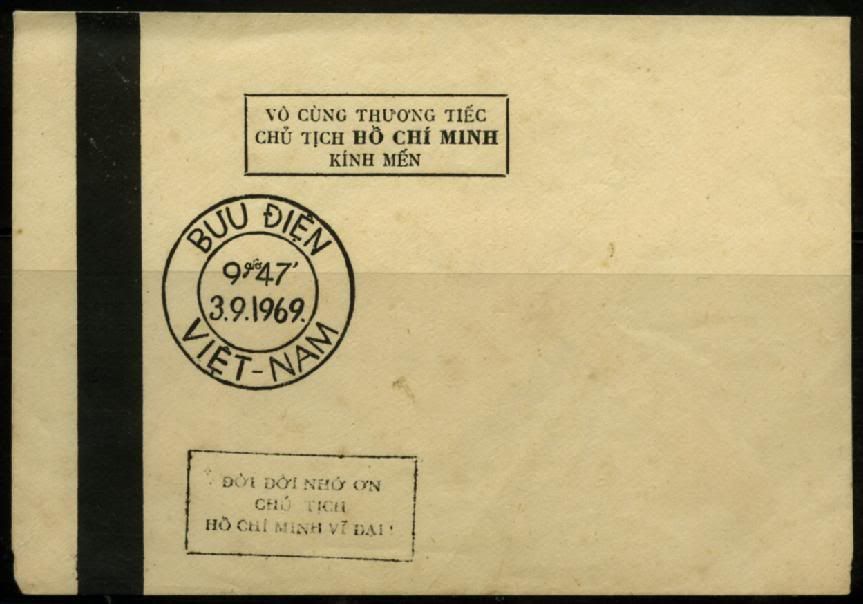 VÔ CÙNG THƯƠNG TIẾC
CHỦ TỊCH HỒ CHÍ MINH
KÍNH MẾN
BƯU ĐIỆN
9giờ47'
3.9.1969.
VIỆT-NAM
ĐỜI ĐỜI NHỚ ƠN
CHỦ TỊCH
HỒ CHÍ MINH VĨ ĐẠI!